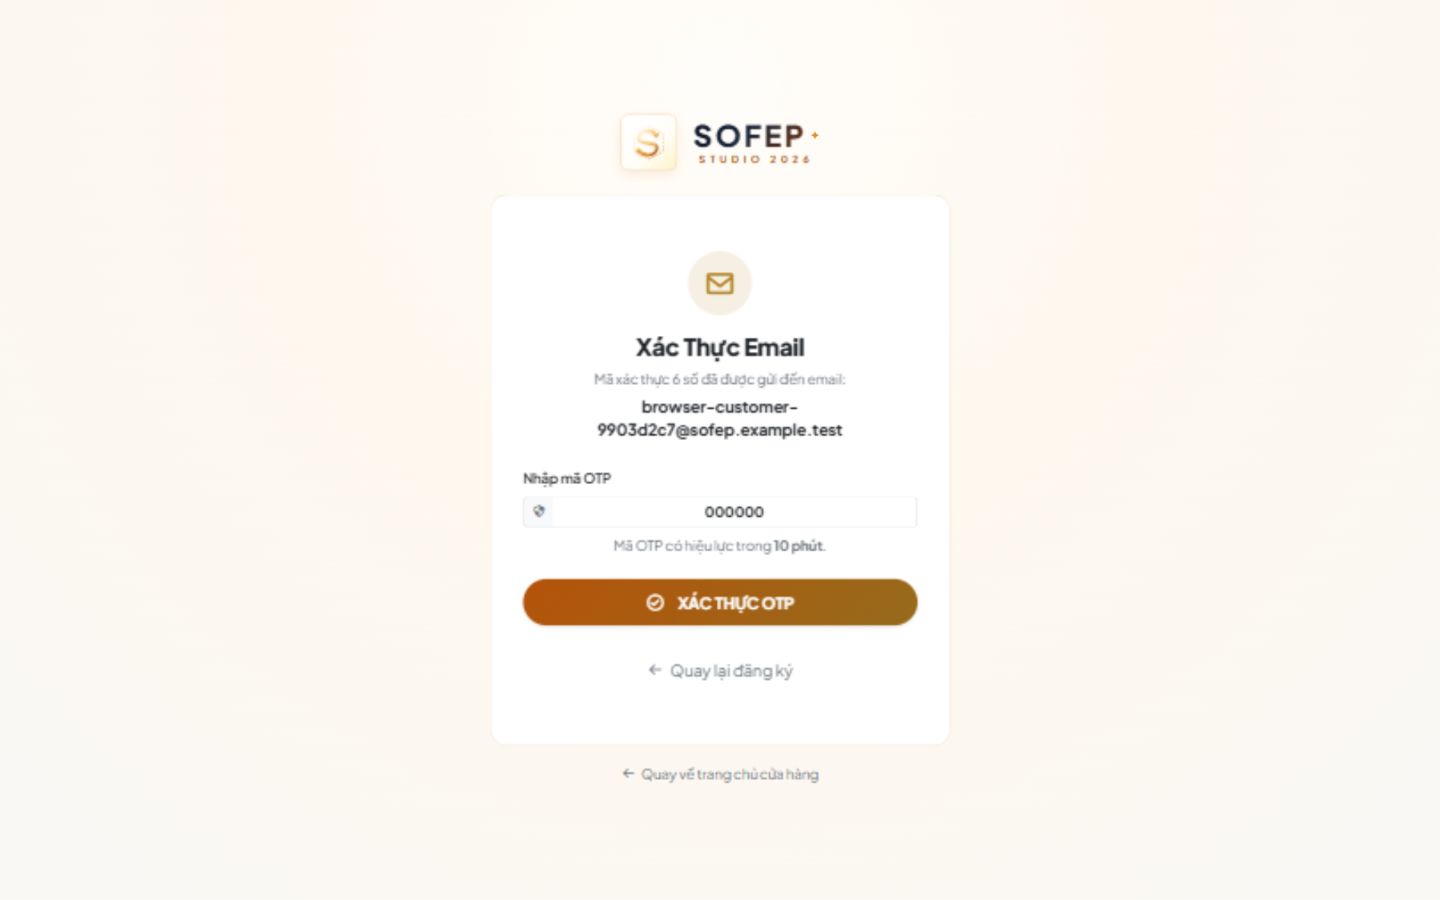 S
SOFEP
STUDIO 2026
Xác Thực Email
Mã xác thực 6 số đã được gửi đến email:
browser-customer-
9903d2c7@sofep.example.test
Nhập mã OTP
000000
Mã OTP có hiệu lực trong 10 phút.
XÁC THỰC OTP
← Quay lại đăng ký
← Quay về trang chủ cửa hàng